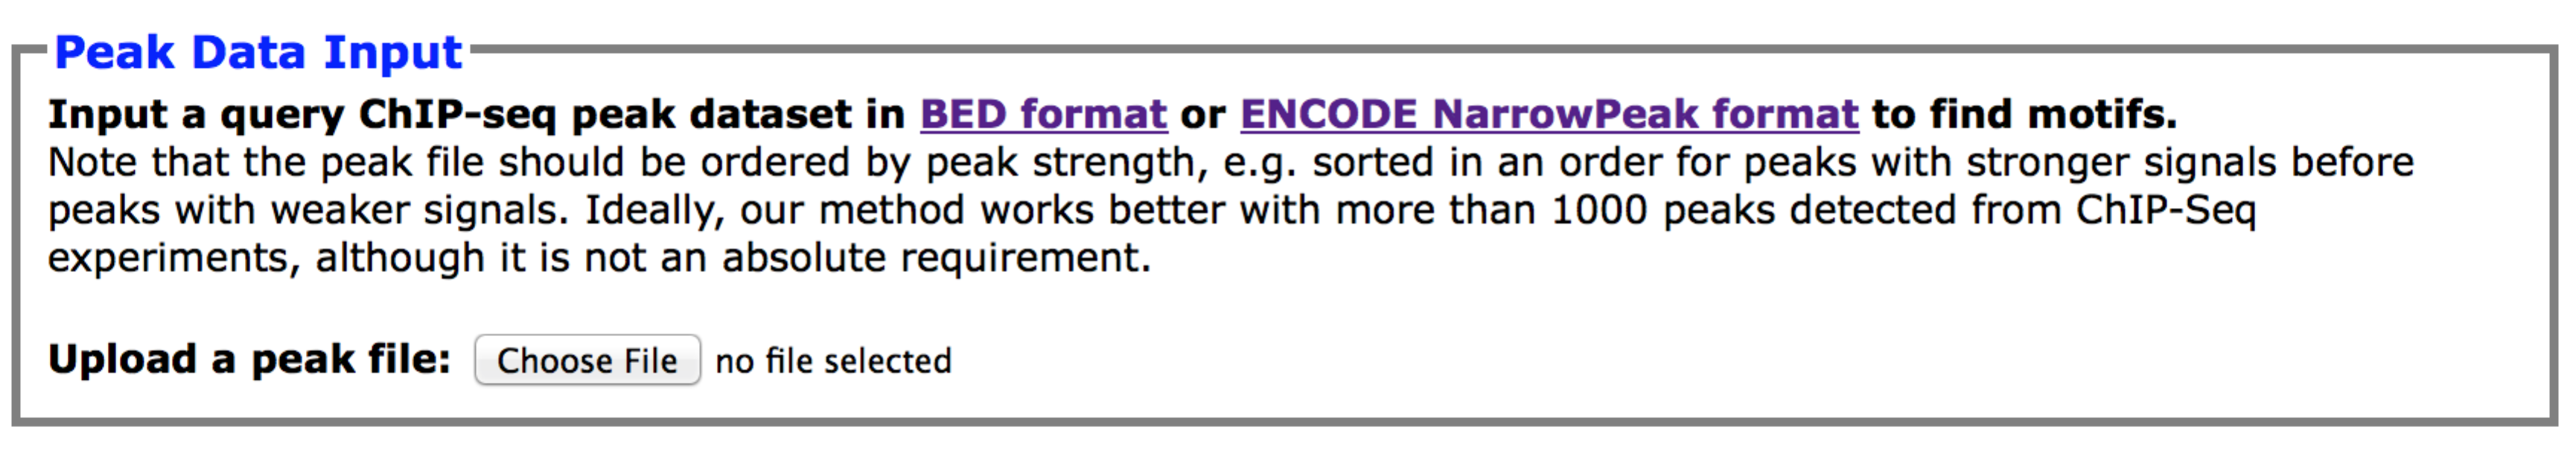 Peak Data Input
Input a query ChIP-seq peak dataset in BED format or ENCODE NarrowPeak format to find motifs.
Note that the peak file should be ordered by peak strength, e.g. sorted in an order for peaks with stronger signals before
peaks with weaker signals. Ideally, our method works better with more than 1000 peaks detected from ChIP-Seq
experiments, although it is not an absolute requirement.
Upload a peak file: Choose File no file selected